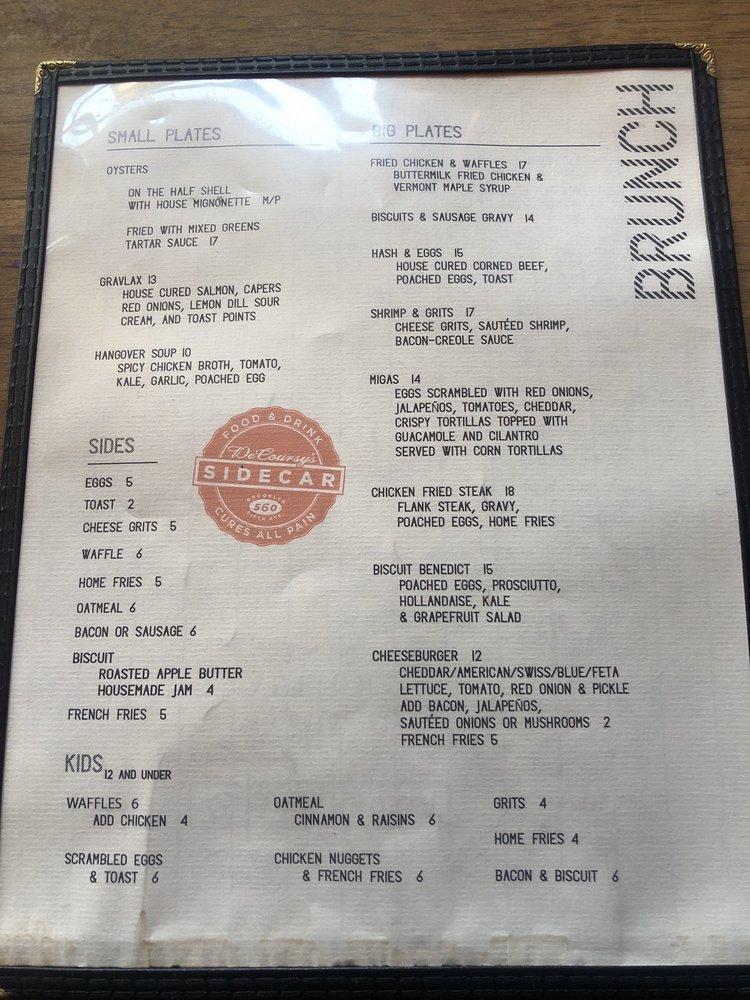 BRUNCH
SMALL PLATES
OYSTERS
ON THE HALF SHELL
WITH HOUSE MIGNONETTE M/P
FRIED WITH MIXED GREENS
TARTAR SAUCE 17
GRAVLAX 13
HOUSE CURED SALMON, CAPERS
RED ONIONS, LEMON DILL SOUR
CREAM, AND TOAST POINTS
HANGOVER SOUP 10
SPICY CHICKEN BROTH, TOMATO,
KALE, GARLIC, POACHED EGG
FOOD & DRINK
DeCoursy's
SIDECAR
BROOKLYN
560
FIFTH AVE
CURES ALL PAIN
SIDES
EGGS 5
TOAST 2
CHEESE GRITS 5
WAFFLE 6
HOME FRIES 5
OATMEAL 6
BACON OR SAUSAGE 6
BISCUIT
ROASTED APPLE BUTTER
HOUSEMADE JAM 4
FRENCH FRIES 5
BIG PLATES
FRIED CHICKEN & WAFFLES 17
BUTTERMILK FRIED CHICKEN &
VERMONT MAPLE SYRUP
BISCUITS & SAUSAGE GRAVY 14
HASH & EGGS 15
HOUSE CURED CORNED BEEF,
POACHED EGGS, TOAST
SHRIMP & GRITS 17
CHEESE GRITS, SAUTÉED SHRIMP,
BACON-CREOLE SAUCE
MIGAS 14
EGGS SCRAMBLED WITH RED ONIONS,
JALAPEÑOS, TOMATOES, CHEDDAR,
CRISPY TORTILLAS TOPPED WITH
GUACAMOLE AND CILANTRO
SERVED WITH CORN TORTILLAS
CHICKEN FRIED STEAK 18
FLANK STEAK, GRAVY,
POACHED EGGS, HOME FRIES
BISCUIT BENEDICT 15
POACHED EGGS, PROSCIUTTO,
HOLLANDAISE, KALE
& GRAPEFRUIT SALAD
CHEESEBURGER 12
CHEDDAR/AMERICAN/SWISS/BLUE/FETA
LETTUCE, TOMATO, RED ONION & PICKLE
ADD BACON, JALAPEÑOS,
SAUTÉED ONIONS OR MUSHROOMS 2
FRENCH FRIES 5
KIDS 12 AND UNDER
WAFFLES 6
ADD CHICKEN 4
SCRAMBLED EGGS
& TOAST 6
OATMEAL
CINNAMON & RAISINS 6
CHICKEN NUGGETS
& FRENCH FRIES 6
GRITS 4
HOME FRIES 4
BACON & BISCUIT 6